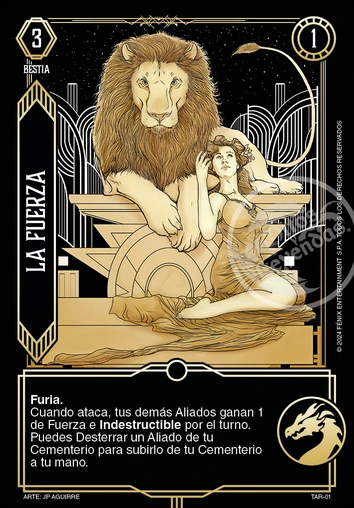 3
1
BESTIA
LA FUERZA
Furia.
Cuando ataca, tus demás Aliados ganan 1
de Fuerza e Indestructible por el turno.
Puedes Desterrar un Aliado de tu
Cementerio para subirlo de tu Cementerio
a tu mano.
ARTE: JP AGUIRRE
TAR-01
© 2024 FÉNIX ENTERTAINMENT S.P.A. TODOS LOS DERECHOS RESERVADOS